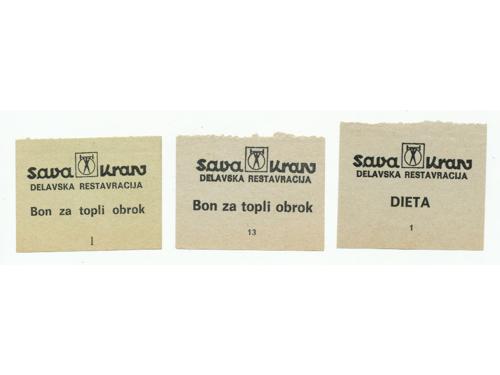 Sava Kranj
DELAVSKA RESTAVRACIJA
Bon za topli obrok
1
Sava Kranj
DELAVSKA RESTAVRACIJA
Bon za topli obrok
13
Sava Kranj
DELAVSKA RESTAVRACIJA
DIETA
1